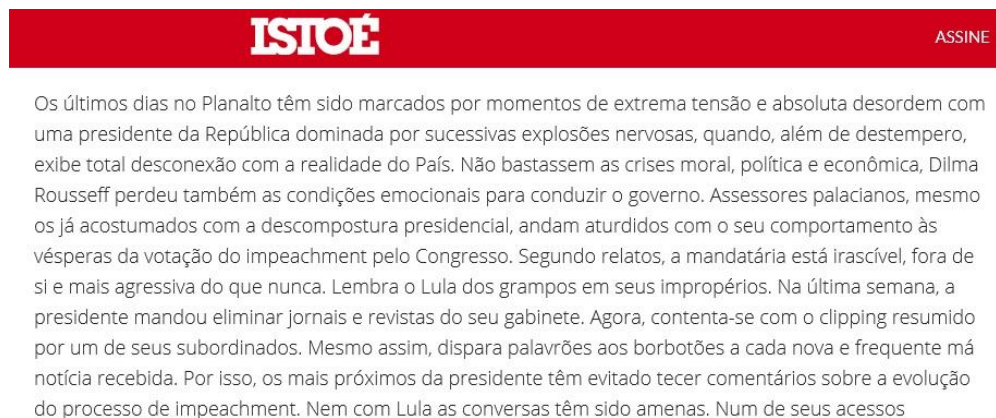 ISTOÉ
ASSINE
Os últimos dias no Planalto têm sido marcados por momentos de extrema tensão e absoluta desordem com
uma presidente da República dominada por sucessivas explosões nervosas, quando, além de destempero,
exibe total desconexão com a realidade do País. Não bastassem as crises moral, política e econômica, Dilma
Rousseff perdeu também as condições emocionais para conduzir o governo. Assessores palacianos, mesmo
os já acostumados com a descompostura presidencial, andam aturdidos com o seu comportamento às
vésperas da votação do impeachment pelo Congresso. Segundo relatos, a mandatária está irascível, fora de
si e mais agressiva do que nunca. Lembra o Lula dos grampos em seus impropérios. Na última semana, a
presidente mandou eliminar jornais e revistas do seu gabinete. Agora, contenta-se com o clipping resumido
por um de seus subordinados. Mesmo assim, dispara palavrões aos borbotões a cada nova e frequente má
notícia recebida. Por isso, os mais próximos da presidente têm evitado tecer comentários sobre a evolução
do processo de impeachment. Nem com Lula as conversas têm sido amenas. Num de seus acessos